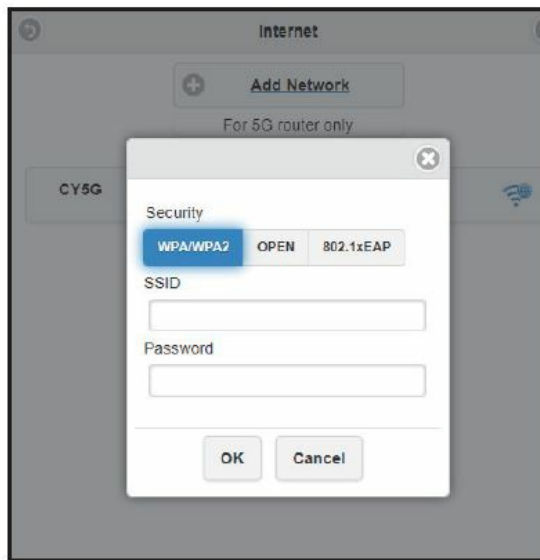 Internet
Add Network
For 5G router only
CY5G
Security
WPA/WPA2 OPEN 802.1xEAP
SSID
Password
OK Cancel